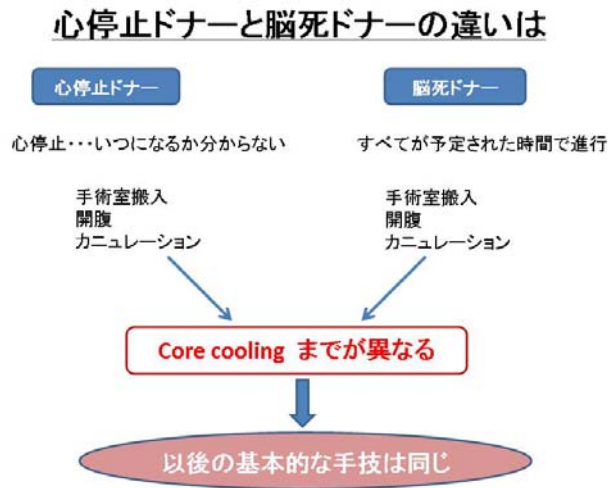 心停止ドナーと脳死ドナーの違いは
心停止ドナー
脳死ドナー
心停止・・・いつになるか分からない
すべてが予定された時間で進行
手術室搬入
開腹
カニュレーション
手術室搬入
開腹
カニュレーション
Core cooling までが異なる
以後の基本的な手技は同じ